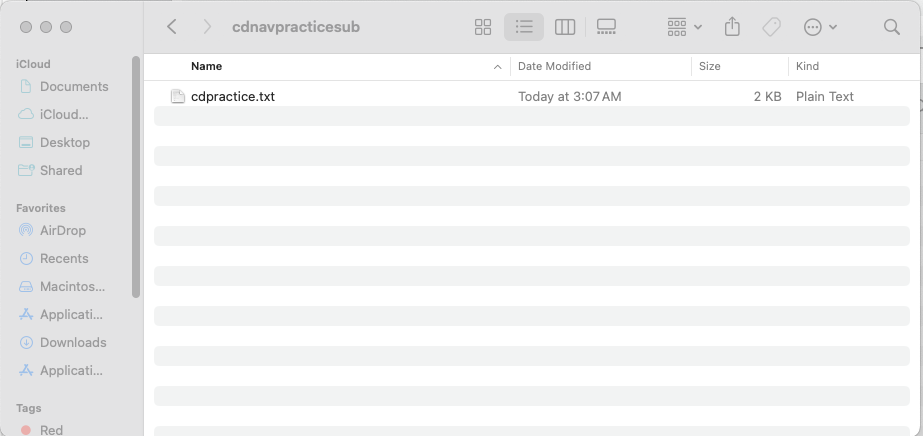 cdnavpracticesub
iCloud
Documents
iCloud...
Desktop
Shared
Favorites
AirDrop
Recents
Macintos...
Applicati...
Downloads
Applicati...
Tags
Red
Name Date Modified Size Kind
cdpractice.txt Today at 3:07 AM 2 KB Plain Text